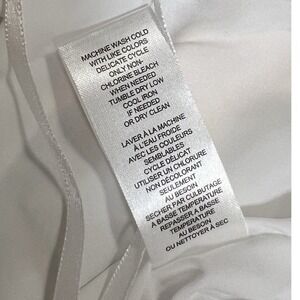 MACHINE WASH COLD
WITH LIKE COLORS
DELICATE CYCLE
ONLY NON-
CHLORINE BLEACH
WHEN NEEDED
TUMBLE DRY LOW
COOL IRON
IF NEEDED
OR DRY CLEAN
LAVER À LA MACHINE
À L'EAU FROIDE
AVEC LES COULEURS
SEMBLABLES
CYCLE DÉLICAT
UTILISER UN CHLORURE
NON DÉCOLORANT
SEULEMENT
AU BESOIN
SÉCHER PAR CULBUTAGE
À BASSE TEMPÉRATURE
REPASSER À BASSE
TEMPÉRATURE
AU BESOIN
OU NETTOYER À SEC